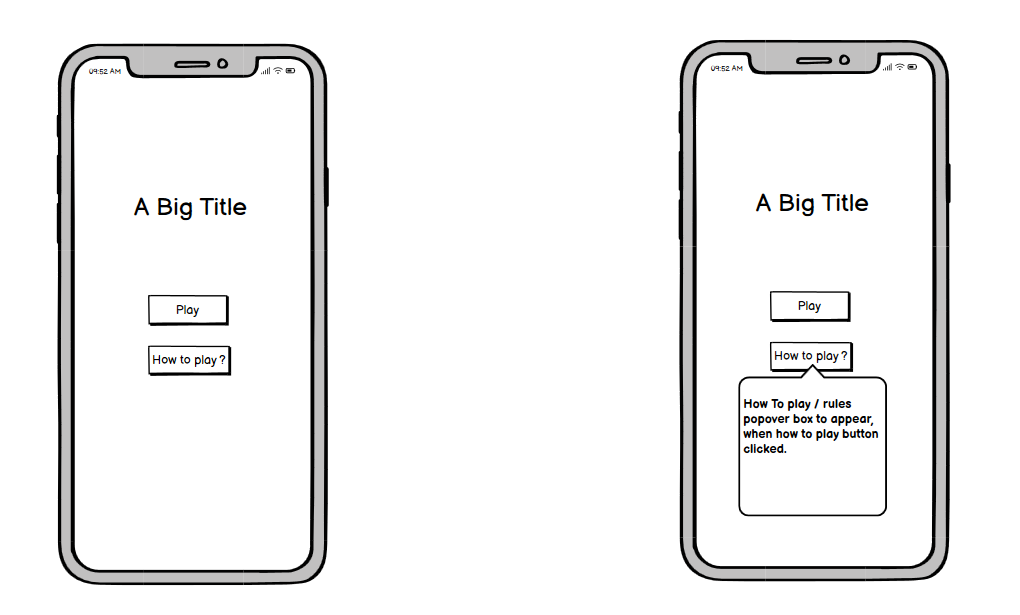 09:52 AM
A Big Title
Play
How to play ?
09:52 AM
A Big Title
Play
How to play ?
How To play / rules
popover box to appear,
when how to play button
clicked.